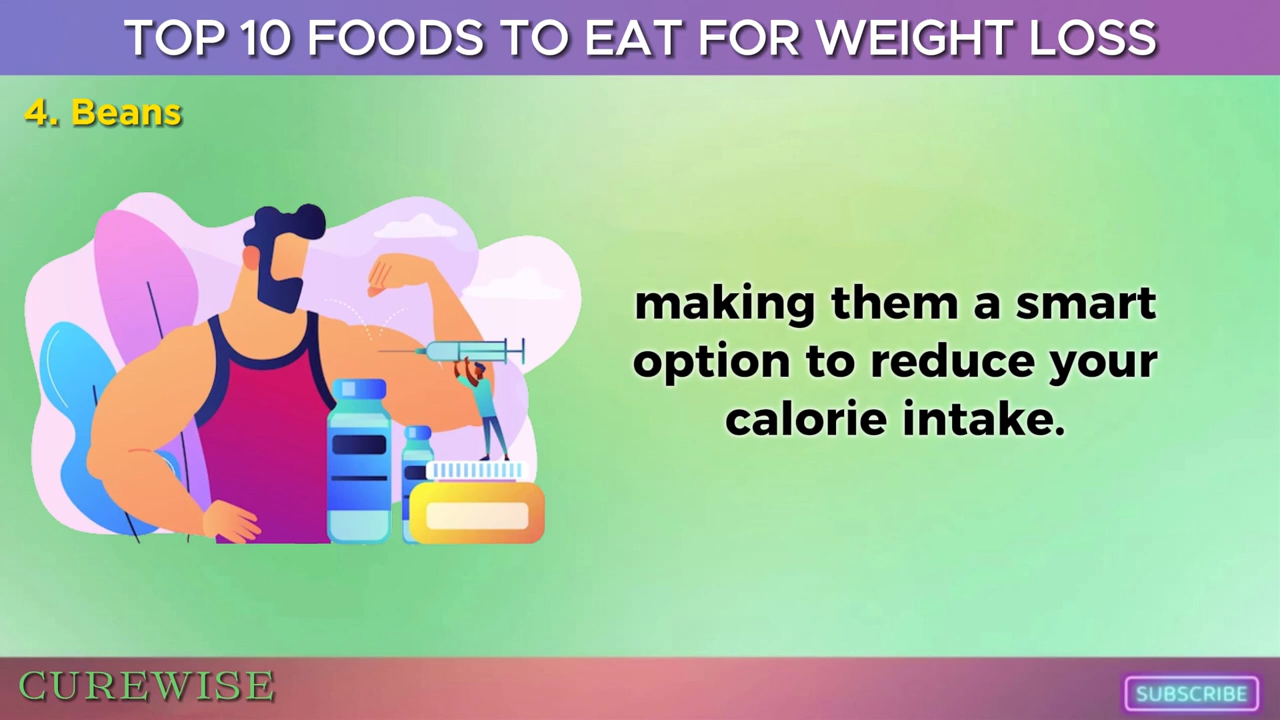 TOP 10 FOODS TO EAT FOR WEIGHT LOSS
4. Beans
making them a smart
option to reduce your
calorie intake.
CUREWISE
SUBSCRIBE